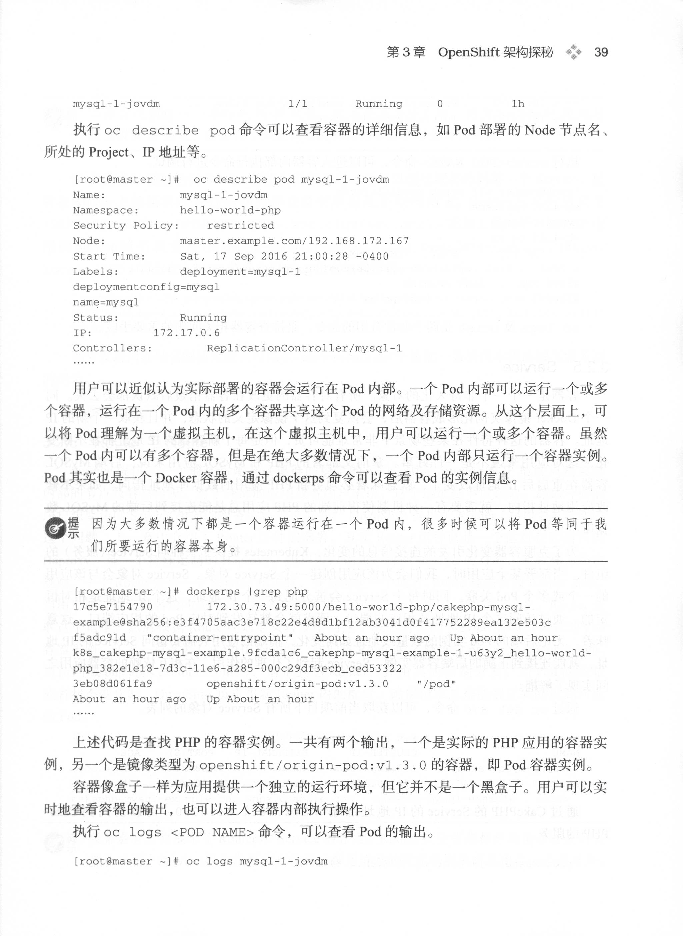 第3章 OpenShift 架构探秘 39
mysql-1-jovdm 1/1 Running 0 1h
执行 oc describe pod 命令可以查看容器的详细信息，如 Pod 部署的 Node 节点名、
所处的 Project、IP 地址等。
[root@master ~]# oc describe pod mysql-1-jovdm
Name: mysql-1-jovdm
Namespace: hello-world-php
Security Policy: restricted
Node: master.example.com/192.168.172.167
Start Time: Sat, 17 Sep 2016 21:00:28 -0400
Labels: deployment=mysql-1
deploymentconfig=mysql
name=mysql
Status: Running
IP: 172.17.0.6
Controllers: ReplicationController/mysql-1
……
用户可以近似认为实际部署的容器会运行在 Pod 内部。一个 Pod 内部可以运行一个或多
个容器，运行在一个 Pod 内的多个容器共享这个 Pod 的网络及存储资源。从这个层面上，可
以将 Pod 理解为一个虚拟主机，在这个虚拟主机中，用户可以运行一个或多个容器。虽然
一个 Pod 内可以有多个容器，但是在绝大多数情况下，一个 Pod 内部只运行一个容器实例。
Pod 其实也是一个 Docker 容器，通过 dockerps 命令可以查看 Pod 的实例信息。
提示 因为大多数情况下都是一个容器运行在一个 Pod 内，很多时候可以将 Pod 等同于我
们所要运行的容器本身。
[root@master ~]# dockerps |grep php
17c5e7154790 172.30.73.49:5000/hello-world-php/cakephp-mysql-
example@sha256:e3f4705aac3e718c22e4d8d1bf12ab3041d0f417752289ea132e503c
f5adc91d "container-entrypoint" About an hour ago Up About an hour
k8s_cakephp-mysql-example.9fcda1c6_cakephp-mysql-example-1-u63y2_hello-world-
php_382e1e18-7d3c-11e6-a285-000c29df3ecb_ced53322
3eb08d061fa9 openshift/origin-pod:v1.3.0 "/pod"
About an hour ago Up About an hour
……
上述代码是查找 PHP 的容器实例。一共有两个输出，一个是实际的 PHP 应用的容器实
例，另一个是镜像类型为 openshift/origin-pod:v1.3.0 的容器，即 Pod 容器实例。
容器像盒子一样为应用提供一个独立的运行环境，但它并不是一个黑盒子。用户可以实
时地查看容器的输出，也可以进入容器内部执行操作。
执行 oc logs <POD NAME> 命令，可以查看 Pod 的输出。
[root@master ~]# oc logs mysql-1-jovdm